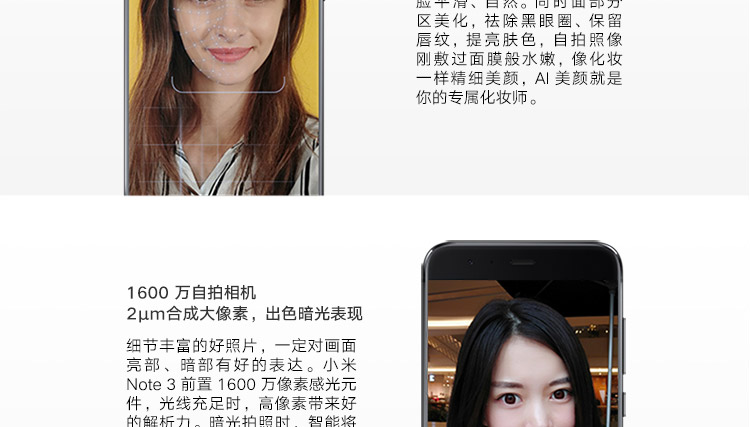 脸平滑、自然。同时面部分
区美化，祛除黑眼圈、保留
唇纹，提亮肤色，自拍照像
刚敷过面膜般水嫩，像化妆
一样精细美颜，AI 美颜就是
你的专属化妆师。
1600 万自拍相机
2μm合成大像素，出色暗光表现
细节丰富的好照片，一定对画面
亮部、暗部有好的表达。小米
Note 3 前置 1600 万像素感光元
件，光线充足时，高像素带来好
的解析力。暗光拍照时，智能将